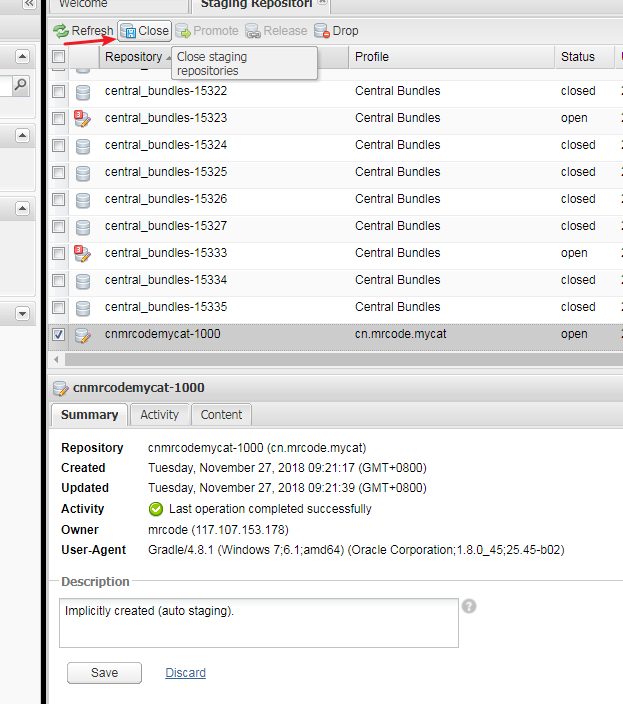 Welcome
Staging Repositori
Refresh Close Promote Release Drop
Repository Profile Status
Close staging
repositories
central_bundles-15322 Central Bundles closed
central_bundles-15323 Central Bundles open
central_bundles-15324 Central Bundles closed
central_bundles-15325 Central Bundles closed
central_bundles-15326 Central Bundles closed
central_bundles-15327 Central Bundles closed
central_bundles-15333 Central Bundles open
central_bundles-15334 Central Bundles closed
central_bundles-15335 Central Bundles closed
cnmrcodemycat-1000 cn.mrcode.mycat open
cnmrcodemycat-1000
Summary Activity Content
Repository cnmrcodemycat-1000 (cn.mrcode.mycat)
Created Tuesday, November 27, 2018 09:21:17 (GMT+0800)
Updated Tuesday, November 27, 2018 09:21:39 (GMT+0800)
Activity Last operation completed successfully
Owner mrcode (117.107.153.178)
User-Agent Gradle/4.8.1 (Windows 7;6.1;amd64) (Oracle Corporation;1.8.0_45;25.45-b02)
Description
Implicitly created (auto staging).
Save Discard